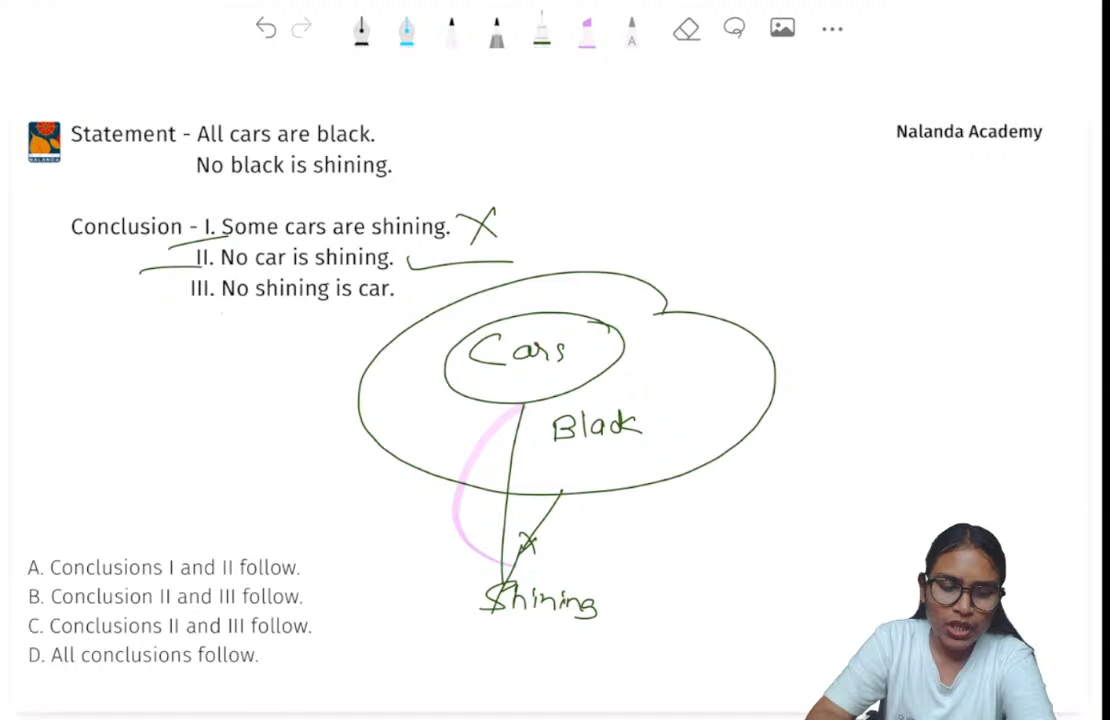 Statement - All cars are black.
Nalanda Academy
No black is shining.
NALANDA
Conclusion - I. Some cars are shining.
II. No car is shining.
III. No shining is car.
Cars
Black
Shining
A. Conclusions I and II follow.
B. Conclusion II and III follow.
C. Conclusions II and III follow.
D. All conclusions follow.